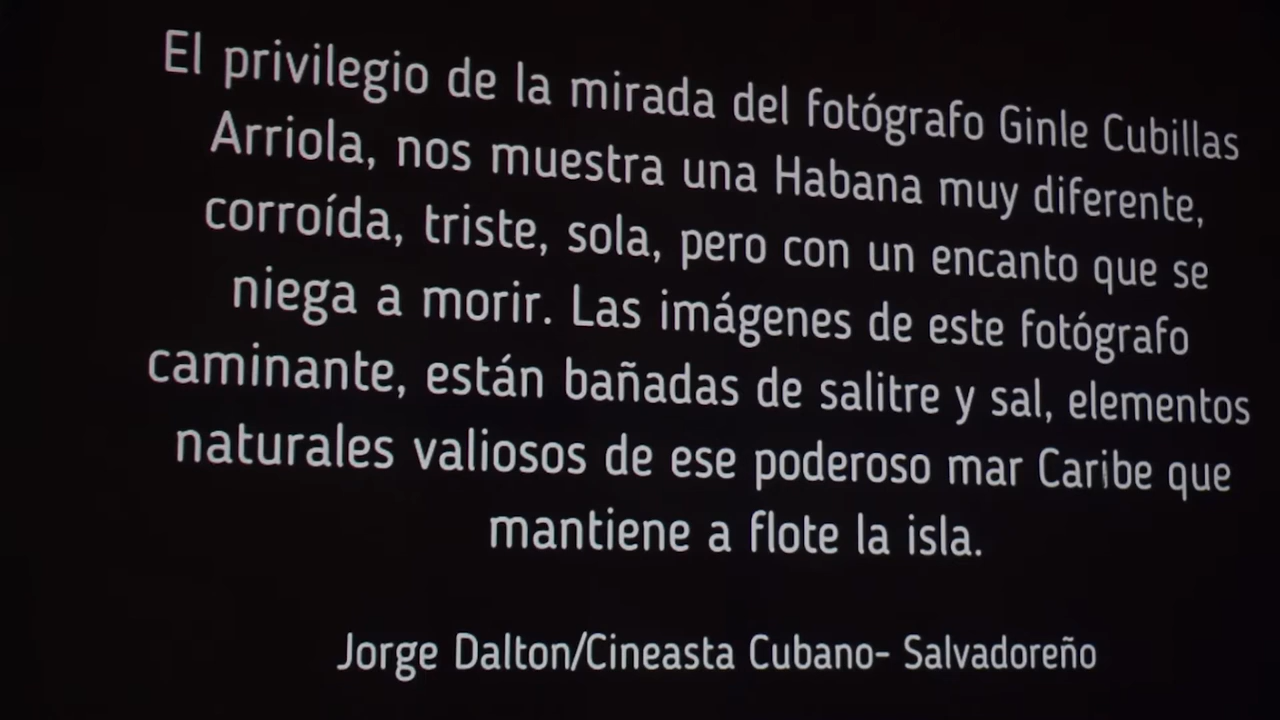 El privilegio de la mirada del fotógrafo Ginle Cubillas
Arriola, nos muestra una Habana muy diferente,
corroída, triste, sola, pero con un encanto que se
niega a morir. Las imágenes de este fotógrafo
caminante, están bañadas de salitre y sal, elementos
naturales valiosos de ese poderoso mar Caribe que
mantiene a flote la isla.
Jorge Dalton/Cineasta Cubano- Salvadoreño